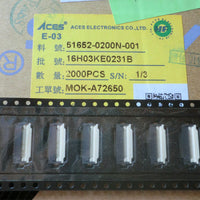 ACES ACES ELECTRONICS CO.,LTD.
E-03
料 號: 51652-0200N-001
批 號: 16H03KE0231B
數 量: 2000PCS S/N: 1/3
工單號: MOK-A72650